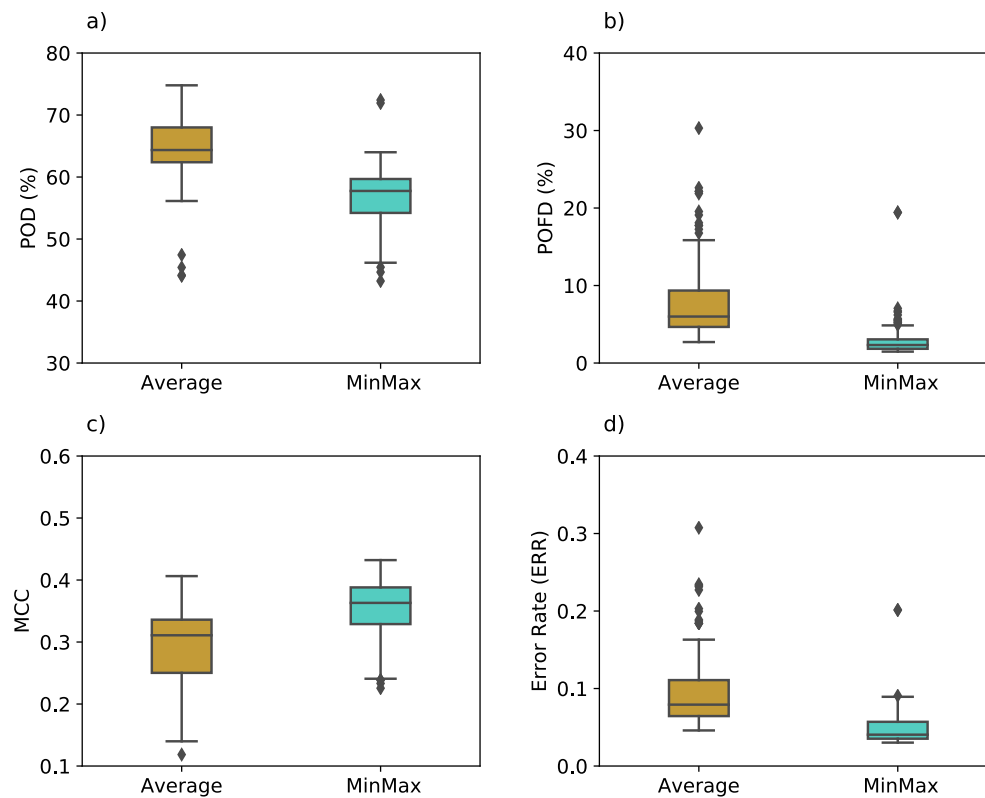 a)
POD (%)
80
70
60
50
40
30
Average
MinMax
b)
POFD (%)
40
30
20
10
0
Average
MinMax
c)
MCC
0.6
0.5
0.4
0.3
0.2
0.1
Average
MinMax
d)
Error Rate (ERR)
0.4
0.3
0.2
0.1
0.0
Average
MinMax